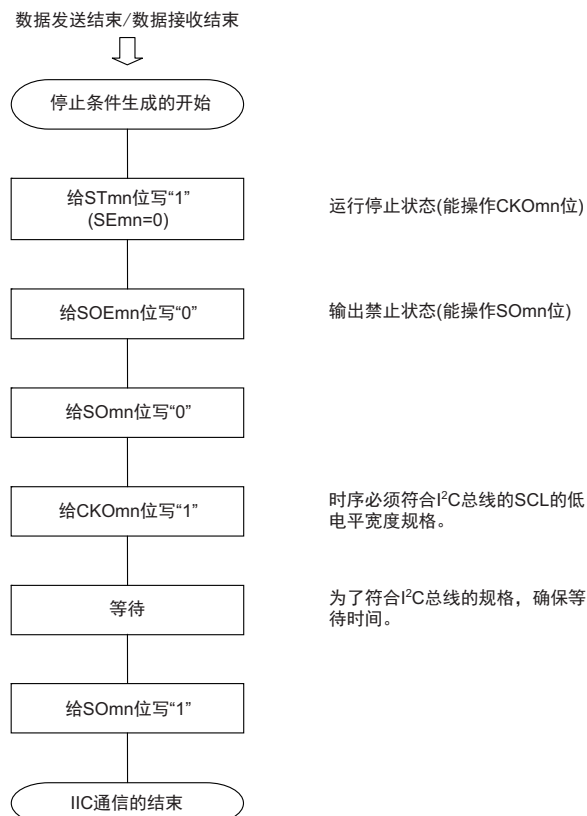 数据发送结束/数据接收结束
停止条件生成的开始
给STmn位写“1”
(SEmn=0)
运行停止状态(能操作CKOmn位)
给SOEmn位写“0”
输出禁止状态(能操作SOmn位)
给SOmn位写“0”
给CKOmn位写“1”
时序必须符合I²C总线的SCL的低
电平宽度规格。
等待
为了符合I²C总线的规格，确保等
待时间。
给SOmn位写“1”
IIC通信的结束